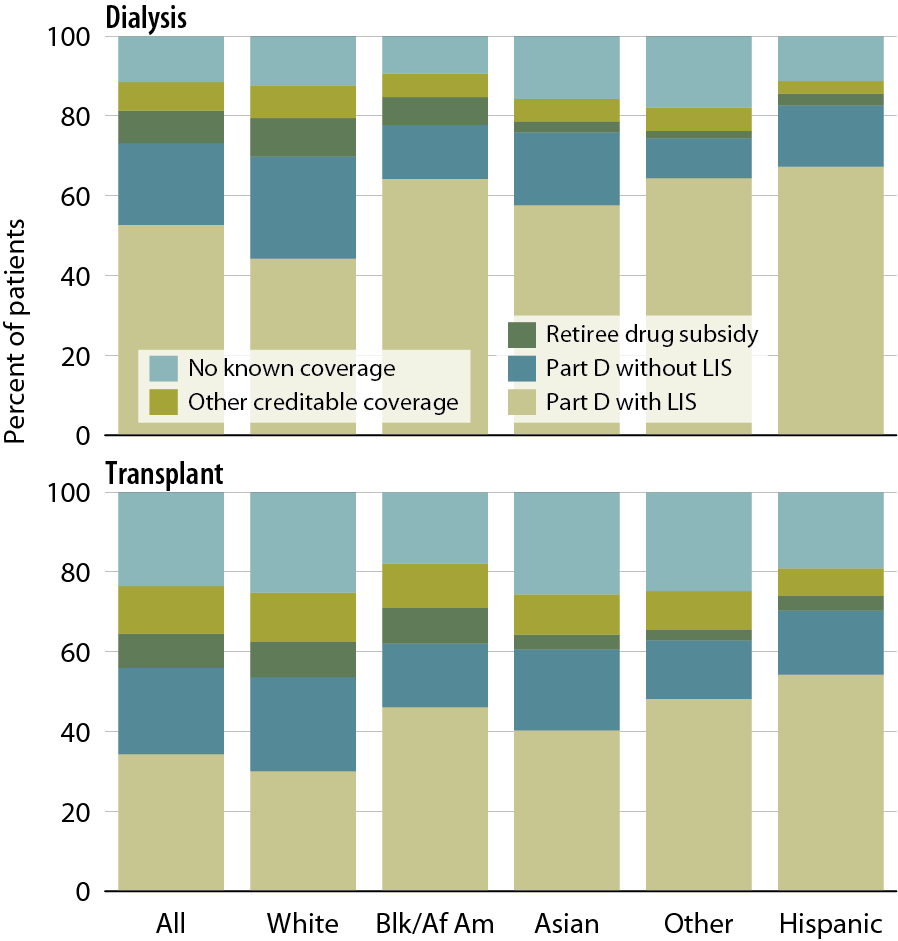 Dialysis
100
80
60
40
20
0
Percent of patients
No known coverage
Other creditable coverage
Retiree drug subsidy
Part D without LIS
Part D with LIS
Transplant
100
80
60
40
20
0
All White Blk/Af Am Asian Other Hispanic